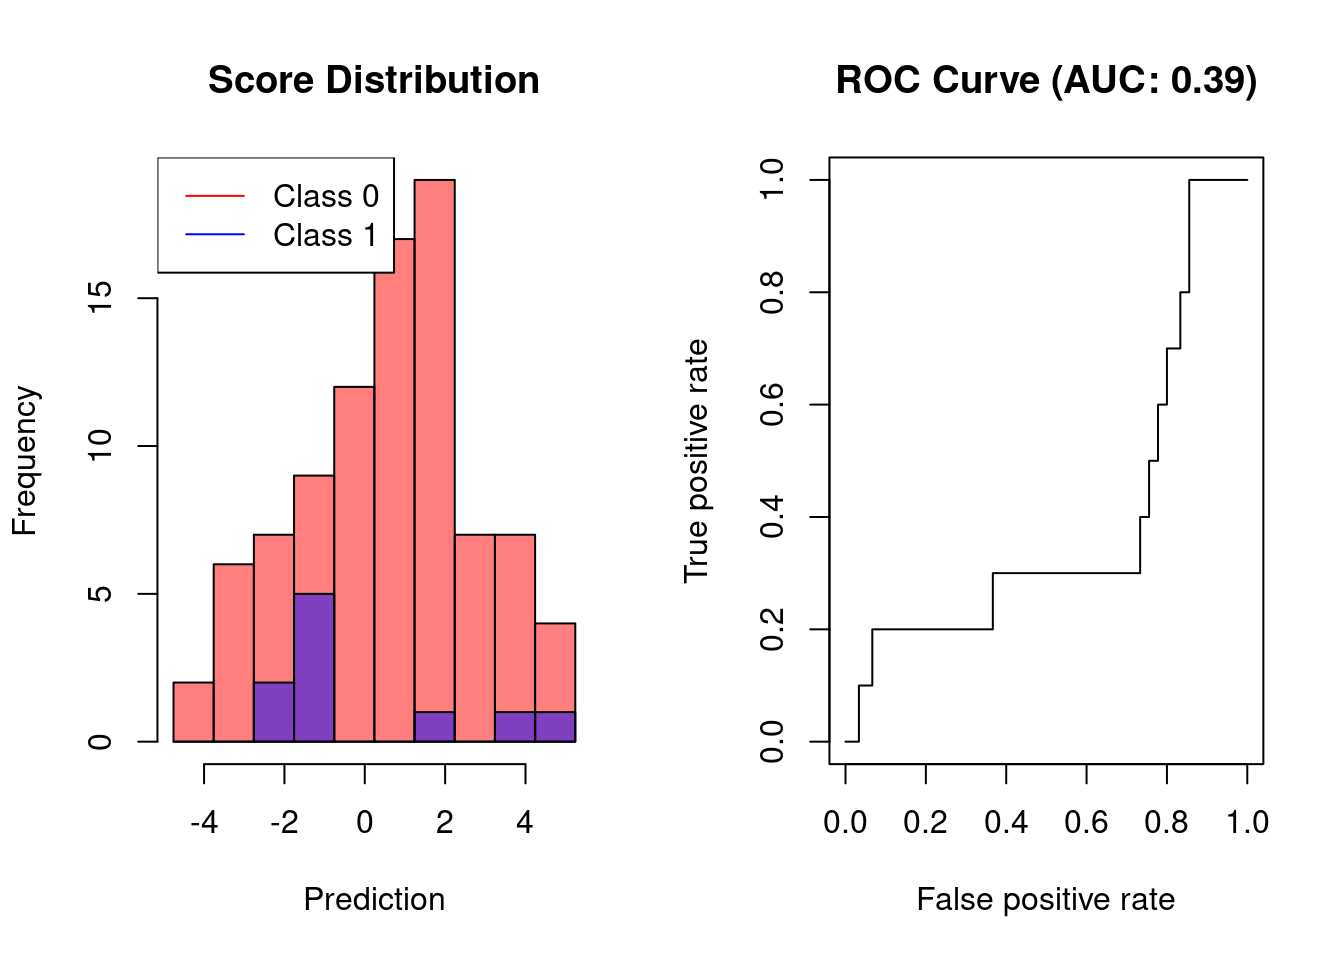 Score Distribution
Class 0
Class 1
Frequency
0
5
10
15
-4
-2
0
2
4
Prediction
ROC Curve (AUC: 0.39)
True positive rate
0.0
0.2
0.4
0.6
0.8
1.0
0.0
0.2
0.4
0.6
0.8
1.0
False positive rate